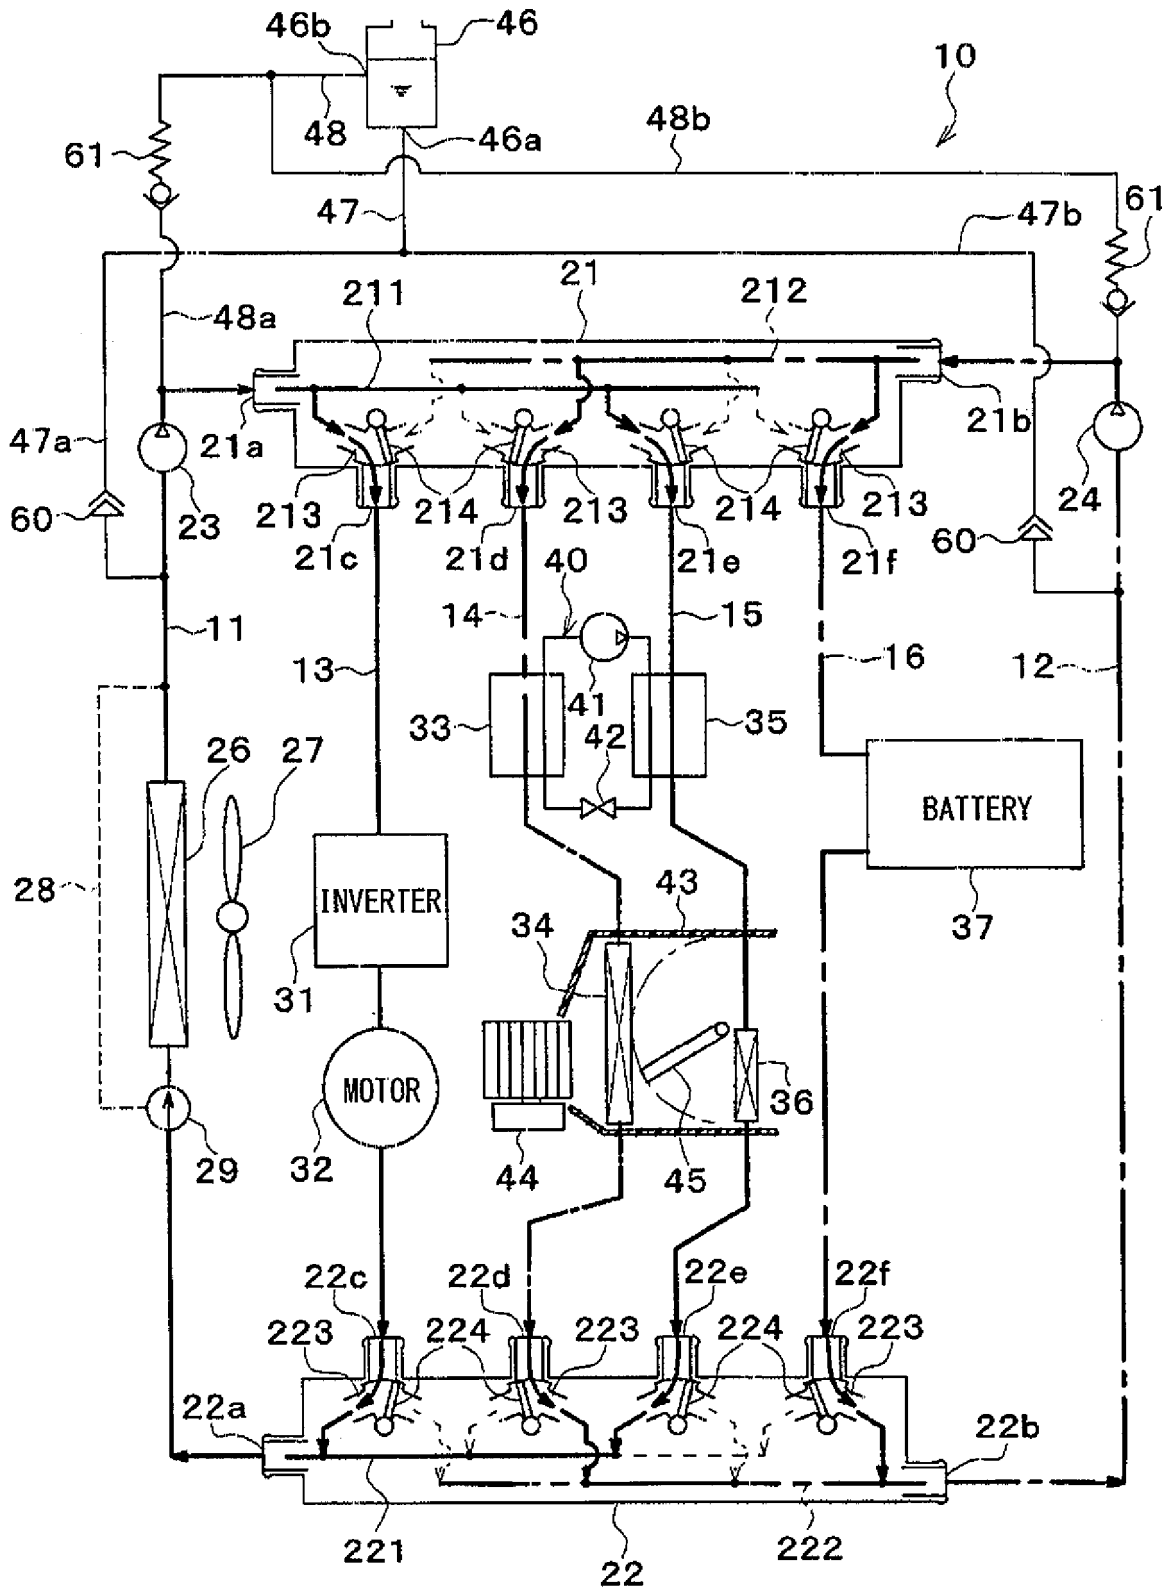 46b 46
10
48 46a 48b
61
47 47b 61
211 21 212
48a
21a 21b
47a 24
60 23 213 214 213 214 213 60
21c 21d 21e 21f
40
11 14 15
13 16 12
33 41 35
42
26 27
BATTERY
28
INVERTER 34 43 37
31
MOTOR 36
29 32 44 45
22c 22d 22e 22f
223 224 223 224 223
22a 22b
221 22 222